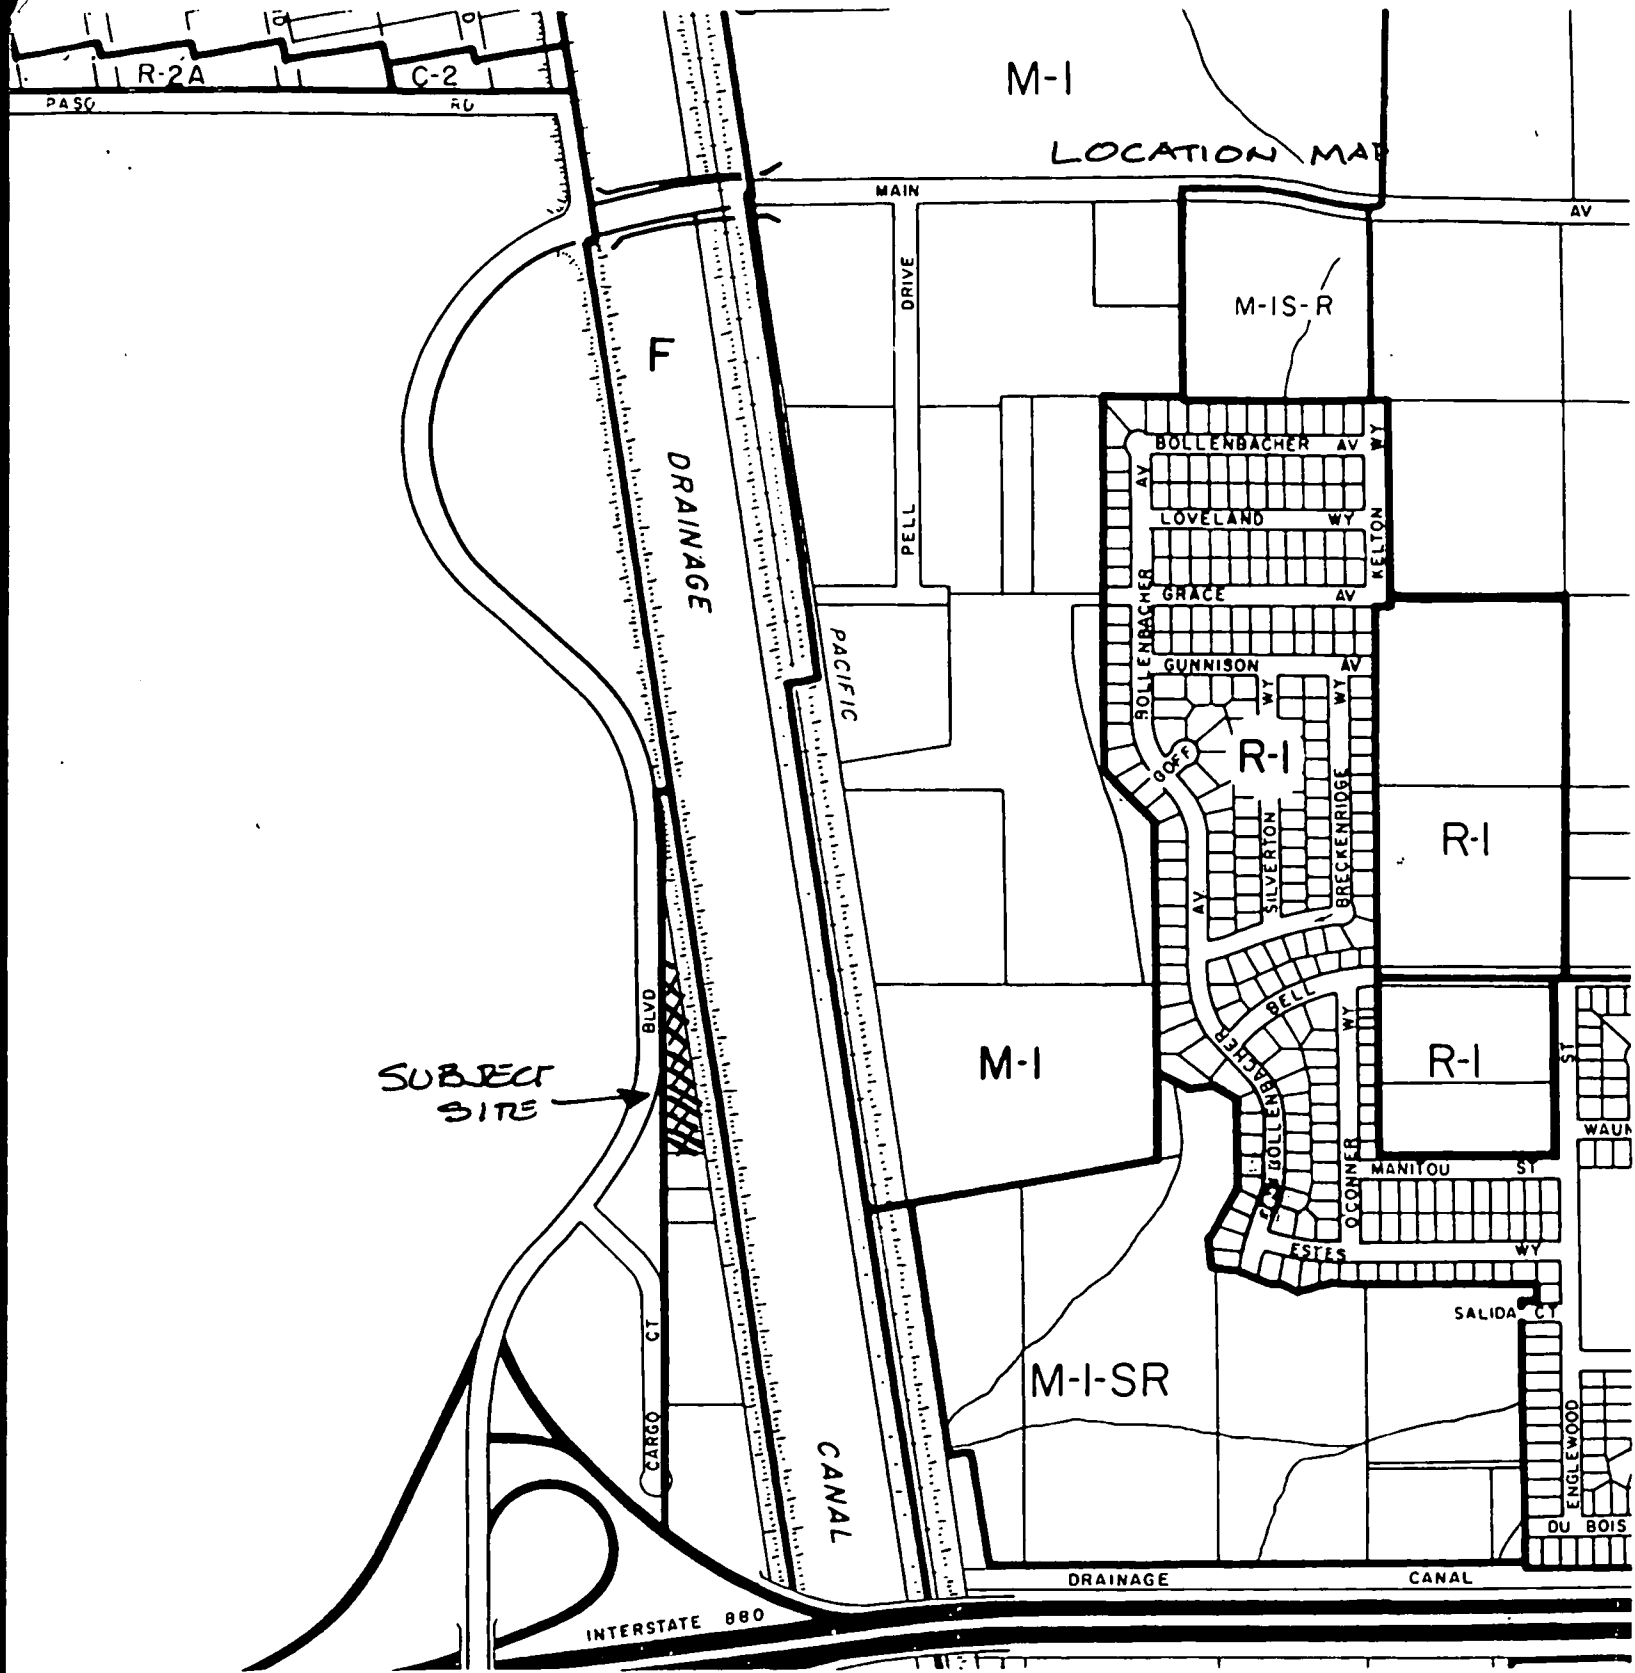 R-2A
C-2
PASO RD
M-1
LOCATION MAP
MAIN AV
DRIVE
M-1S-R
F
BOLLENBACHER AV
WY
AV
DRAINAGE
LOVELAND WY
PELL
KELTON
BOLLENBACHER
GRACE AV
PACIFIC
GUNNISON AV
WY
WY
GOFF
R-1
R-1
BRECKENRIDGE
SILVERTON
AV
BLVD
BELL
WY
BOLLENBACHER
M-1
R-1
ST
SUBJECT
SITE
WAUN
O'CONNER
MANITOU ST
ESTES WY
SALIDA CT
CT
M-1-SR
CARGO
ENGLEWOOD
CANAL
DU BOIS
DRAINAGE CANAL
INTERSTATE 880